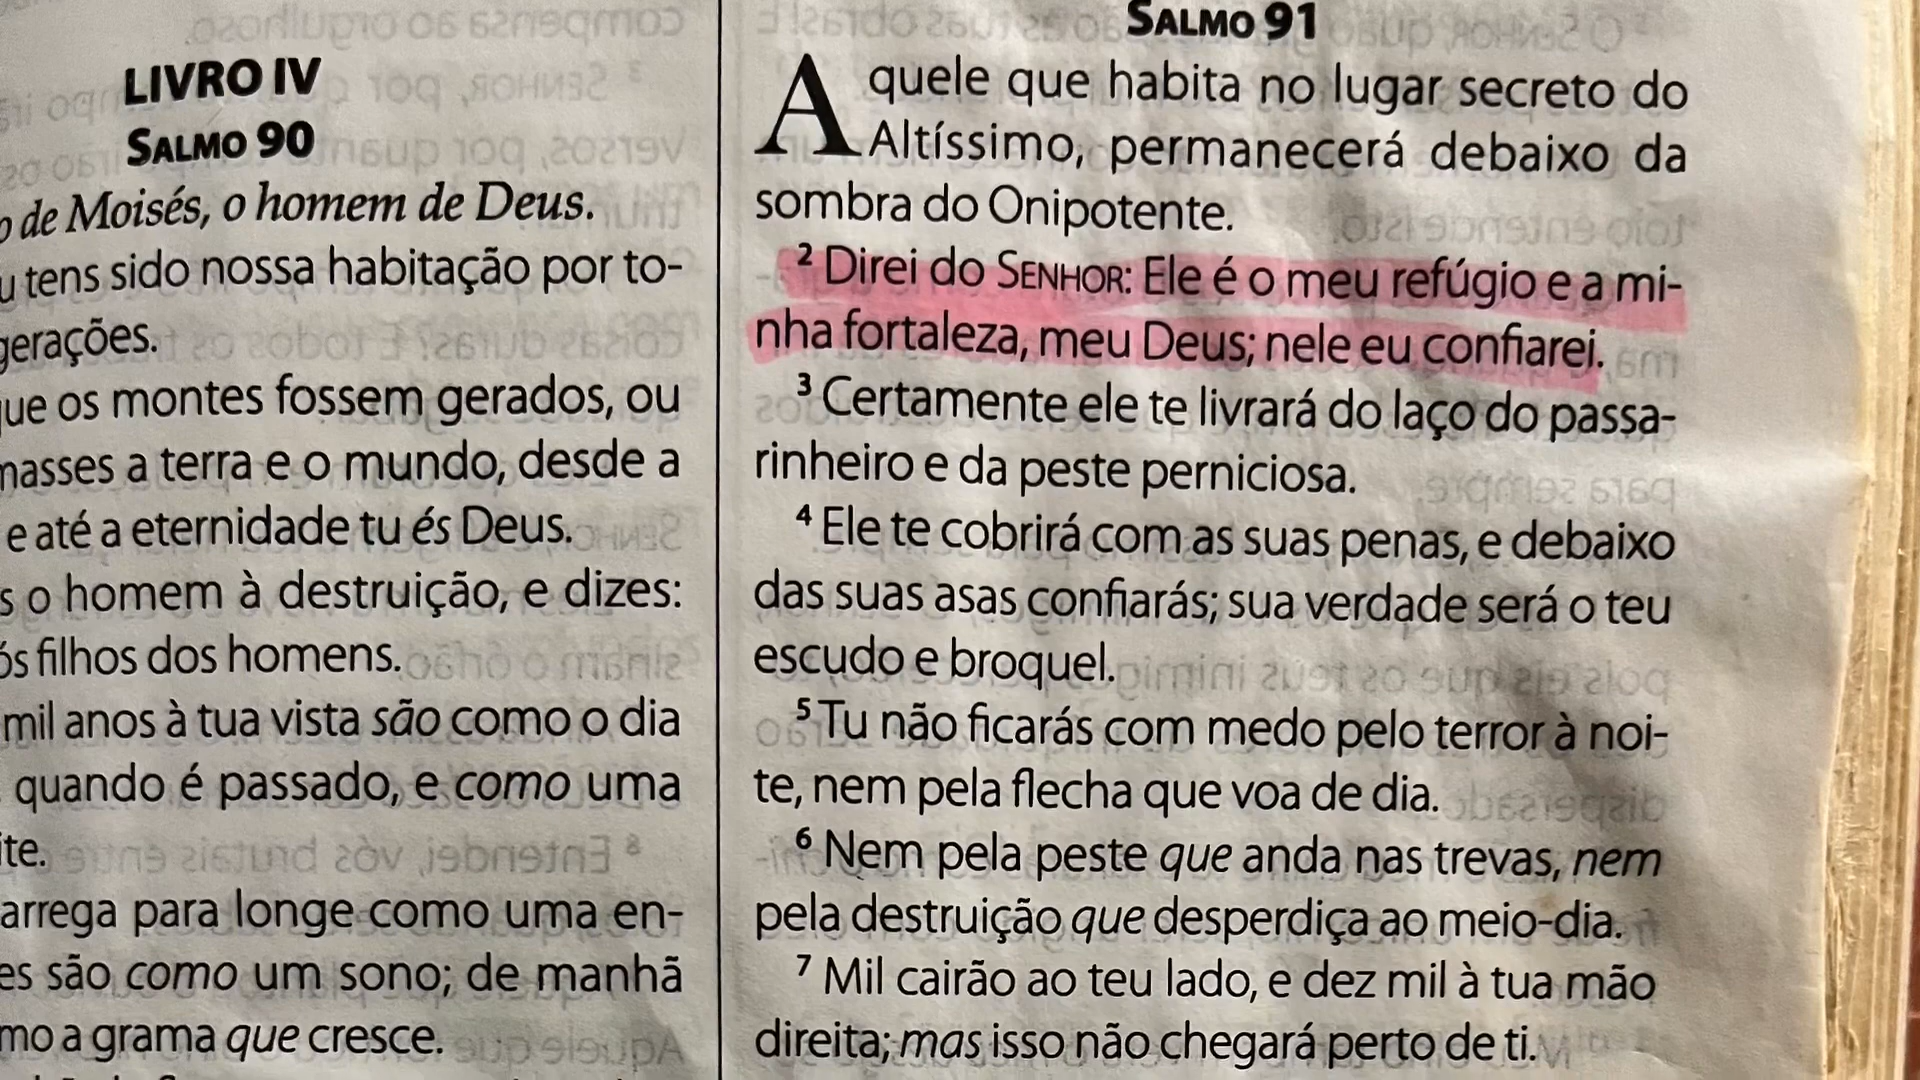 LIVRO IV
SALMO 90
de Moisés, o homem de Deus.
tens sido nossa habitação por to-
gerações.
que os montes fossem gerados, ou
a terra e o mundo, desde a
e até a eternidade tu és Deus.
o homem à destruição, e dizes:
filhos dos homens.
mil anos à tua vista são como o dia
quando é passado, e como uma
para longe como uma en-
são como um sono; de manhã
a grama que cresce.
SALMO 91
Aquele que habita no lugar secreto do
Altíssimo, permanecerá debaixo da
sombra do Onipotente.
2 Direi do SENHOR: Ele é o meu refúgio e a mi-
nha fortaleza, meu Deus; nele eu confiarei.
3 Certamente ele te livrará do laço do passa-
rinheiro e da peste perniciosa.
4 Ele te cobrirá com as suas penas, e debaixo
das suas asas confiarás; sua verdade será o teu
escudo e broquel.
5 Tu não ficarás com medo pelo terror à noi-
te, nem pela flecha que voa de dia.
6 Nem pela peste que anda nas trevas, nem
pela destruição que desperdiça ao meio-dia.
7 Mil cairão ao teu lado, e dez mil à tua mão
direita; mas isso não chegará perto de ti.